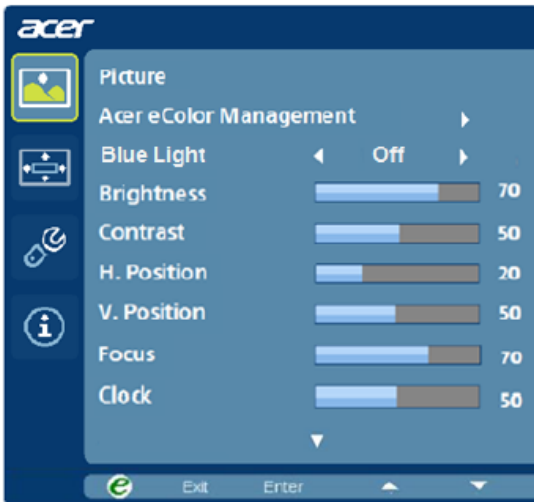 acer
Picture
Acer eColor Management
Blue Light Off
Brightness 70
Contrast 50
H. Position 20
V. Position 50
Focus 70
Clock 50
e Exit Enter